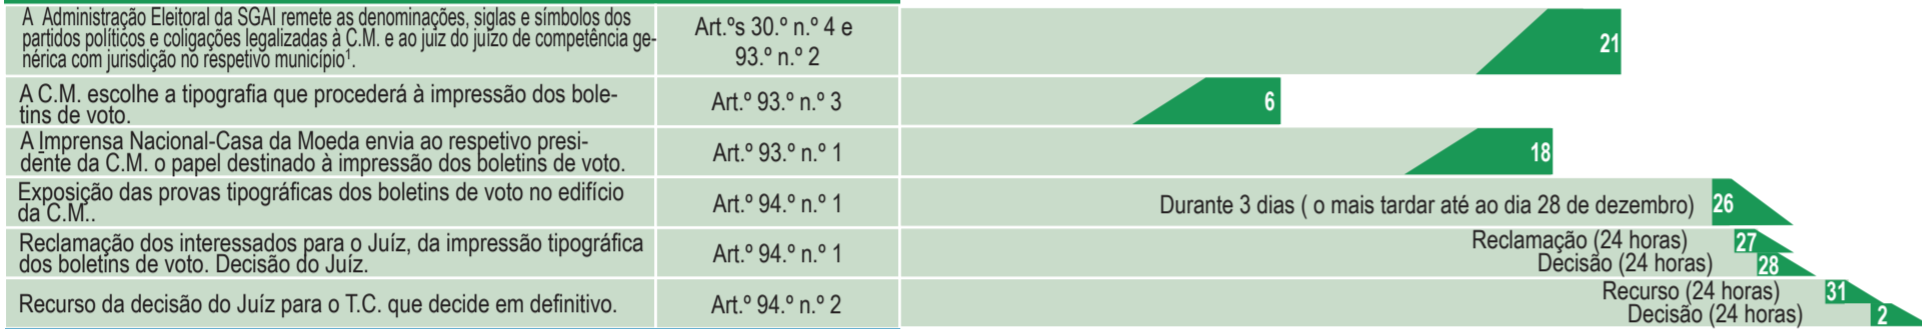 A Administração Eleitoral da SGAI remete as denominações, siglas e símbolos dos
partidos políticos e coligações legalizadas à C.M. e ao juiz do juízo de competência ge-
nérica com jurisdição no respetivo município¹.
Art.ºs 30.º n.º 4 e
93.º n.º 2
21
A C.M. escolhe a tipografia que procederá à impressão dos bole-
tins de voto.
Art.º 93.º n.º 3
6
A Imprensa Nacional-Casa da Moeda envia ao respetivo presi-
dente da C.M. o papel destinado à impressão dos boletins de voto.
Art.º 93.º n.º 1
18
Exposição das provas tipográficas dos boletins de voto no edifício
da C.M..
Art.º 94.º n.º 1
Durante 3 dias ( o mais tardar até ao dia 28 de dezembro)
26
Reclamação dos interessados para o Juíz, da impressão tipográfica
dos boletins de voto. Decisão do Juíz.
Art.º 94.º n.º 1
Reclamação (24 horas)
27
Decisão (24 horas)
28
Recurso da decisão do Juíz para o T.C. que decide em definitivo.
Art.º 94.º n.º 2
Recurso (24 horas)
31
Decisão (24 horas)
2